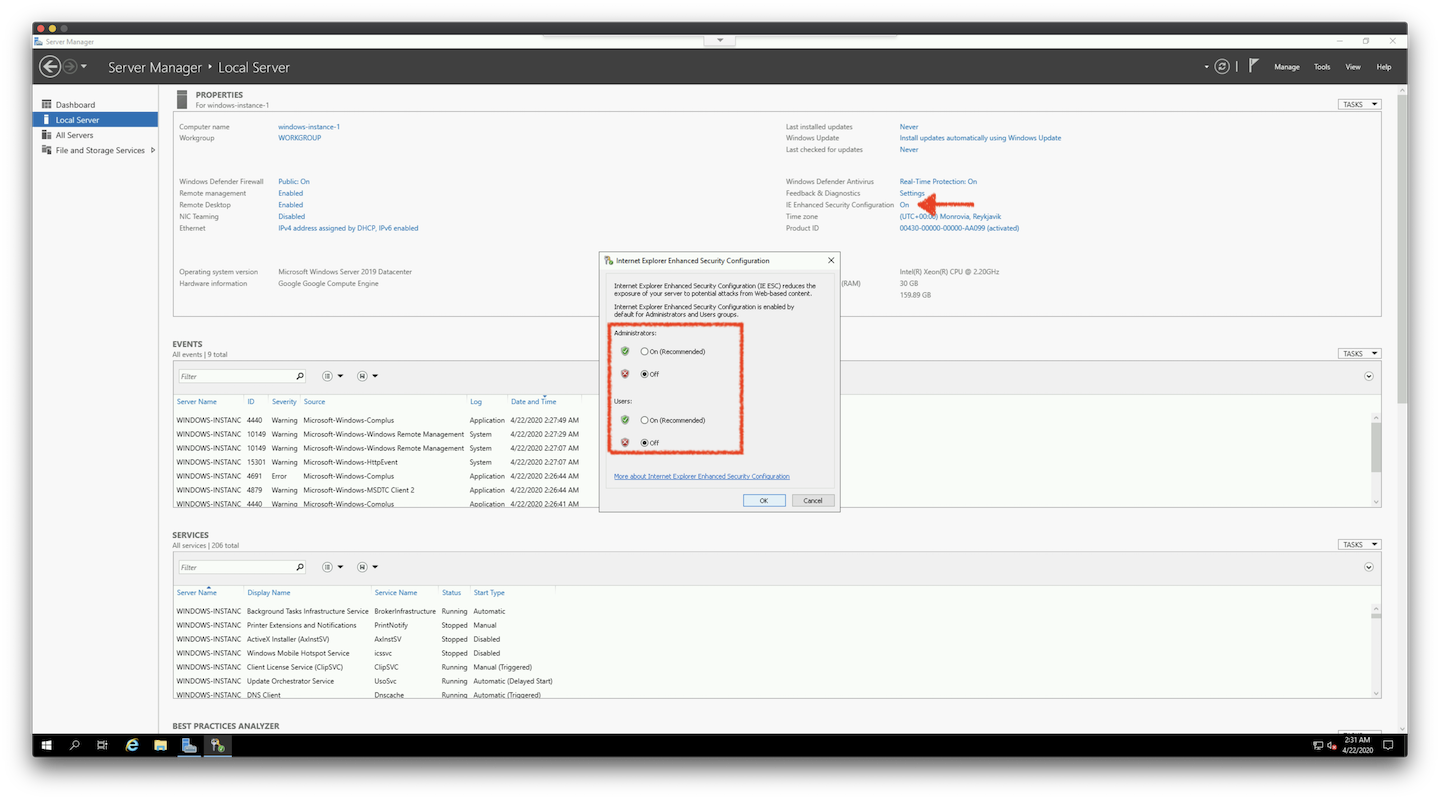 Server Manager
Server Manager • Local Server
Manage Tools View Help
Dashboard
Local Server
All Servers
File and Storage Services
PROPERTIES
For windows-instance-1
TASKS
Computer name windows-instance-1
Workgroup WORKGROUP
Last installed updates Never
Windows Update Install updates automatically using Windows Update
Last checked for updates Never
Windows Defender Firewall Public: On
Remote management Enabled
Remote Desktop Enabled
NIC Teaming Disabled
Ethernet IPv4 address assigned by DHCP, IPv6 enabled
Windows Defender Antivirus Real-Time Protection: On
Feedback & Diagnostics Settings
IE Enhanced Security Configuration On
Time zone (UTC+00:00) Monrovia, Reykjavik
Product ID 00430-00000-00000-AA099 (activated)
Operating system version Microsoft Windows Server 2019 Datacenter
Hardware information Google Google Compute Engine
Intel(R) Xeon(R) CPU @ 2.20GHz
(RAM) 30 GB
159.89 GB
Internet Explorer Enhanced Security Configuration
Internet Explorer Enhanced Security Configuration (IE ESC) reduces the
exposure of your server to potential attacks from Web-based content.
Internet Explorer Enhanced Security Configuration is enabled by
default for Administrators and Users groups.
Administrators:
On (Recommended)
Off
Users:
On (Recommended)
Off
More about Internet Explorer Enhanced Security Configuration
OK Cancel
EVENTS
All events | 9 total
TASKS
Filter
Server Name ID Severity Source Log Date and Time
WINDOWS-INSTANC 4440 Warning Microsoft-Windows-Complus Application 4/22/2020 2:27:49 AM
WINDOWS-INSTANC 10149 Warning Microsoft-Windows-Windows Remote Management System 4/22/2020 2:27:29 AM
WINDOWS-INSTANC 10149 Warning Microsoft-Windows-Windows Remote Management System 4/22/2020 2:27:07 AM
WINDOWS-INSTANC 15301 Warning Microsoft-Windows-HttpEvent System 4/22/2020 2:27:07 AM
WINDOWS-INSTANC 4691 Error Microsoft-Windows-Complus Application 4/22/2020 2:26:44 AM
WINDOWS-INSTANC 4879 Warning Microsoft-Windows-MSDTC Client 2 Application 4/22/2020 2:26:44 AM
WINDOWS-INSTANC 4440 Warning Microsoft-Windows-Complus Application 4/22/2020 2:26:41 AM
SERVICES
All services | 206 total
TASKS
Filter
Server Name Display Name Service Name Status Start Type
WINDOWS-INSTANC Background Tasks Infrastructure Service BrokerInfrastructure Running Automatic
WINDOWS-INSTANC Printer Extensions and Notifications PrintNotify Stopped Manual
WINDOWS-INSTANC ActiveX Installer (AxInstSV) AxInstSV Stopped Disabled
WINDOWS-INSTANC Windows Mobile Hotspot Service icssvc Stopped Disabled
WINDOWS-INSTANC Client License Service (ClipSVC) ClipSVC Running Manual (Triggered)
WINDOWS-INSTANC Update Orchestrator Service UsoSvc Running Automatic (Delayed Start)
WINDOWS-INSTANC DNS Client Dnscache Running Automatic (Triggered)
BEST PRACTICES ANALYZER
2:31 AM
4/22/2020